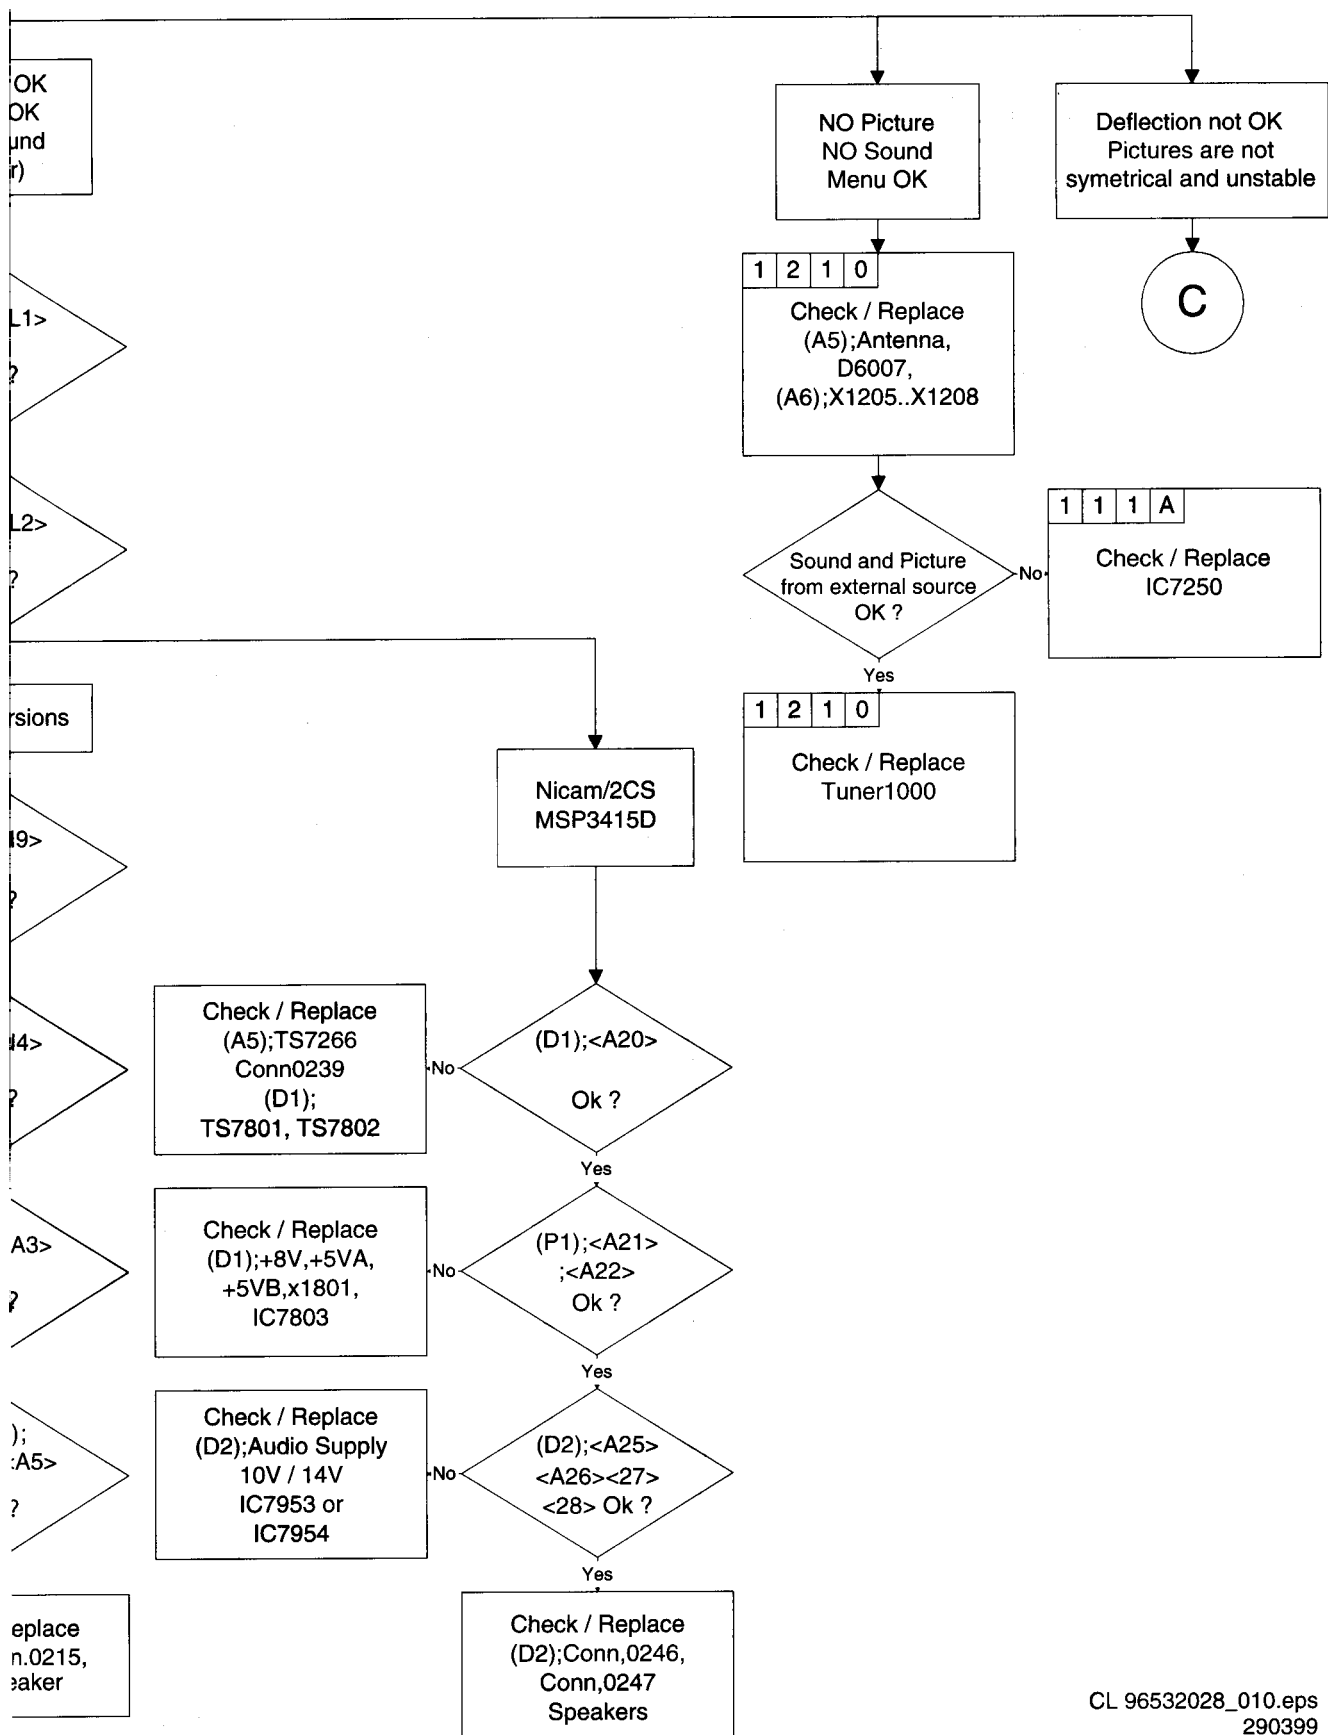 OK
OK
r)
NO Picture
NO Sound
Menu OK
Deflection not OK
Pictures are not
symetrical and unstable
1 2 1 0
Check / Replace
(A5);Antenna,
D6007,
(A6);X1205..X1208
C
L1>
?
L2>
?
Sound and Picture
from external source
OK ?
No
1 1 1 A
Check / Replace
IC7250
Yes
1 2 1 0
Check / Replace
Tuner1000
rsions
Nicam/2CS
MSP3415D
9>
?
4>
?
Check / Replace
(A5);TS7266
Conn0239
(D1);
TS7801, TS7802
No
(D1);<A20>
Ok ?
Yes
A3>
?
Check / Replace
(D1);+8V,+5VA,
+5VB,x1801,
IC7803
No
(P1);<A21>
;<A22>
Ok ?
Yes
);
<A5>
?
Check / Replace
(D2);Audio Supply
10V / 14V
IC7953 or
IC7954
No
(D2);<A25>
<A26><27>
<28> Ok ?
Yes
eplace
n.0215,
eaker
Check / Replace
(D2);Conn,0246,
Conn,0247
Speakers
CL 96532028_010.eps
290399